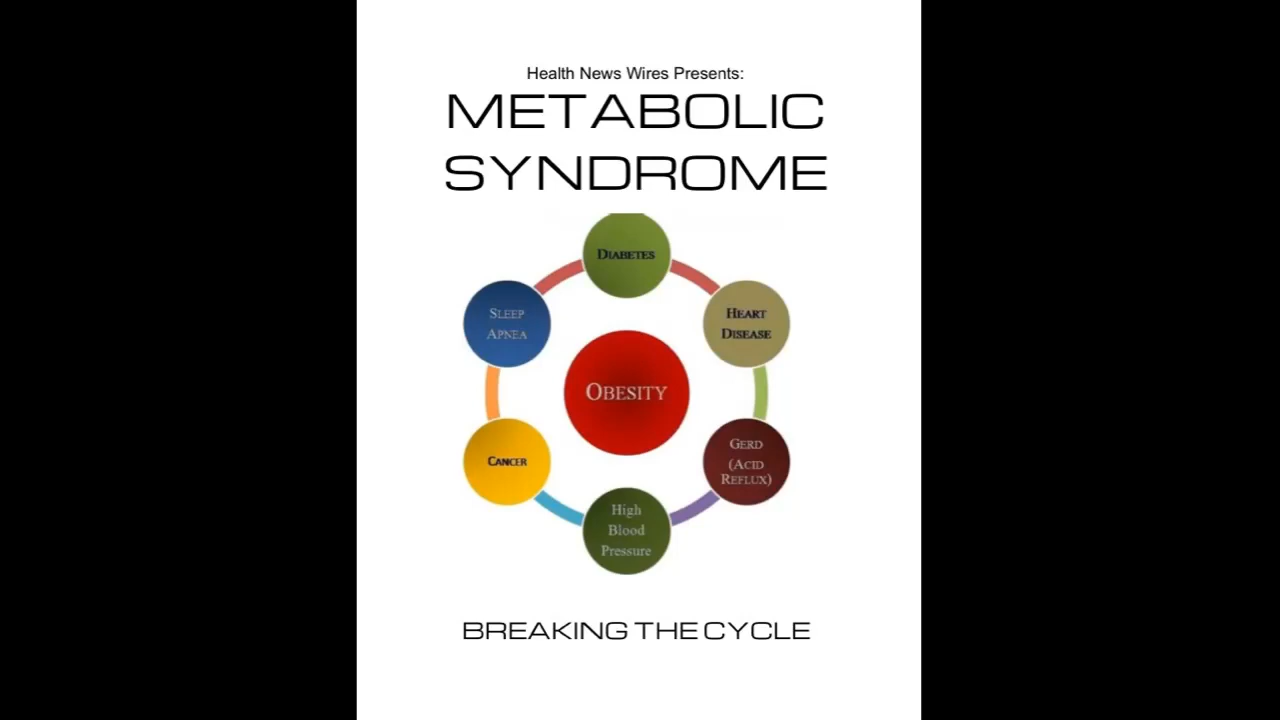 Health News Wires Presents:
METABOLIC
SYNDROME
DIABETES
SLEEP
APNEA
HEART
DISEASE
OBESITY
CANCER
GERD
(ACID
REFLUX)
High
Blood
Pressure
BREAKING THE CYCLE